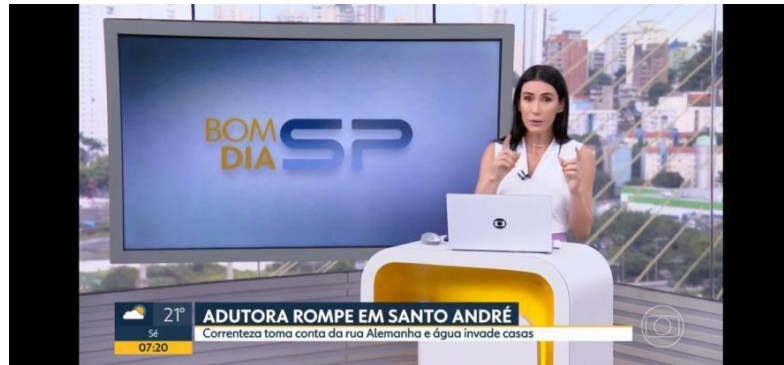 BOM
DIA SP
21°
Sé
07:20
ADUTORA ROMPE EM SANTO ANDRÉ
Correnteza toma conta da rua Alemanha e água invade casas